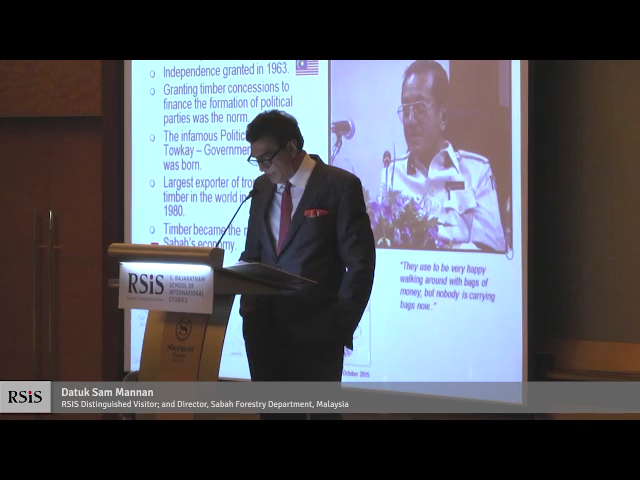 Independence granted in 1963.
Granting timber concessions to
finance the formation of political
parties was the norm.
The infamous
Towkay – Government
was born.
Largest exporter of
timber in the world in
1980.
Timber became the
Sabah's economy.
"They use to be very happy
walking around with bags of
money, but nobody is carrying
bags now.."
October 2015
RSiS
S. RAJARATNAM
SCHOOL OF
INTERNATIONAL
STUDIES
Sheraton
RSiS
Datuk Sam Mannan
RSIS Distinguished Visitor; and Director, Sabah Forestry Department, Malaysia